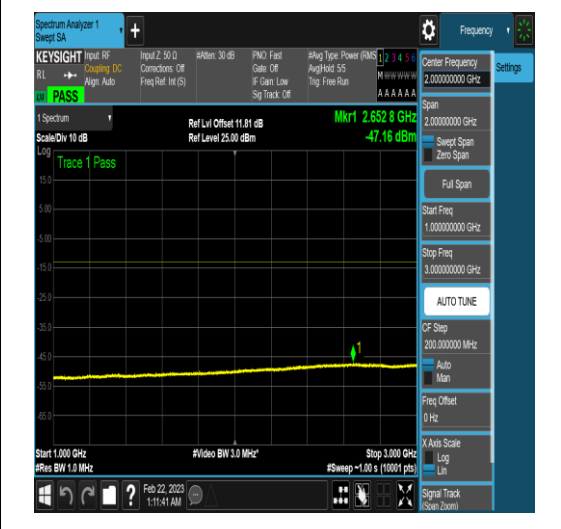 Spectrum Analyzer 1
Swept SA
Frequency
KEYSIGHT
RL
PASS
Input: RF
Coupling: DC
Align: Auto
Input Z: 50 Ω
Corrections: Off
Freq Ref: Int (S)
#Atten: 30 dB
PNO: Fast
Gate: Off
IF Gain: Low
Sig Track: Off
#Avg Type: Power (RMS
Avg|Hold: 5/5
Trig: Free Run
1 2 3 4 5 6
M W W W W W
A A A A A A
Center Frequency
2.000000000 GHz
Settings
Span
2.00000000 GHz
Swept Span
Zero Span
Full Span
Start Freq
1.000000000 GHz
Stop Freq
3.000000000 GHz
AUTO TUNE
CF Step
200.000000 MHz
Auto
Man
Freq Offset
0 Hz
X Axis Scale
Log
Lin
Signal Track
(Span Zoom)
1 Spectrum
Scale/Div 10 dB
Ref Lvl Offset 11.81 dB
Ref Level 25.00 dBm
Mkr1 2.652 8 GHz
-47.16 dBm
Log
Trace 1 Pass
15.0
5.00
-5.00
-15.0
-25.0
-35.0
-45.0
-55.0
-65.0
1
Start 1.000 GHz
#Res BW 1.0 MHz
#Video BW 3.0 MHz*
Stop 3.000 GHz
#Sweep ~1.00 s (10001 pts)
Feb 22, 2023
1:11:41 AM